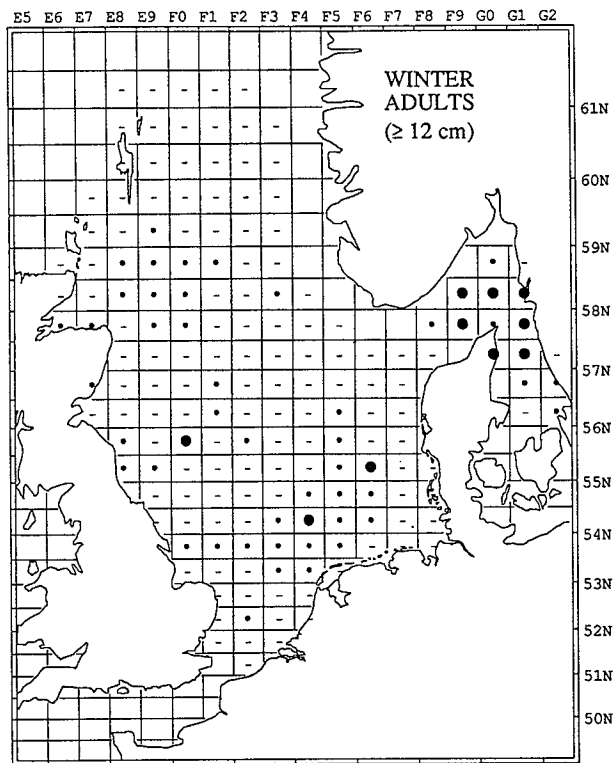 E5 E6 E7 E8 E9 F0 F1 F2 F3 F4 F5 F6 F7 F8 F9 G0 G1 G2
WINTER
ADULTS
(≥ 12 cm)
61N
60N
59N
58N
57N
56N
55N
54N
53N
52N
51N
50N